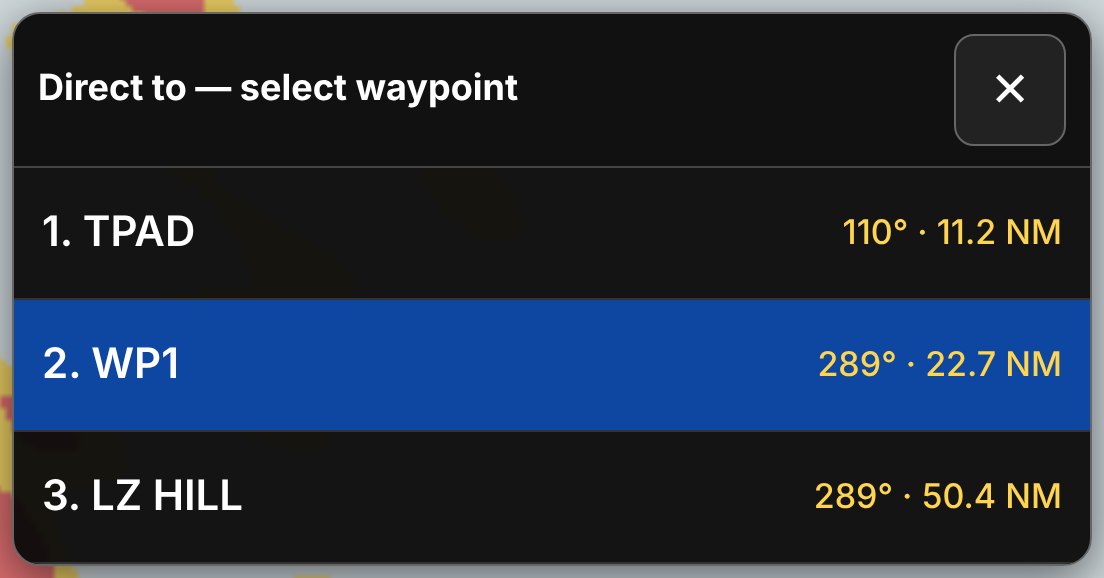 Direct to — select waypoint ✕
1. TPAD 110° · 11.2 NM
2. WP1 289° · 22.7 NM
3. LZ HILL 289° · 50.4 NM